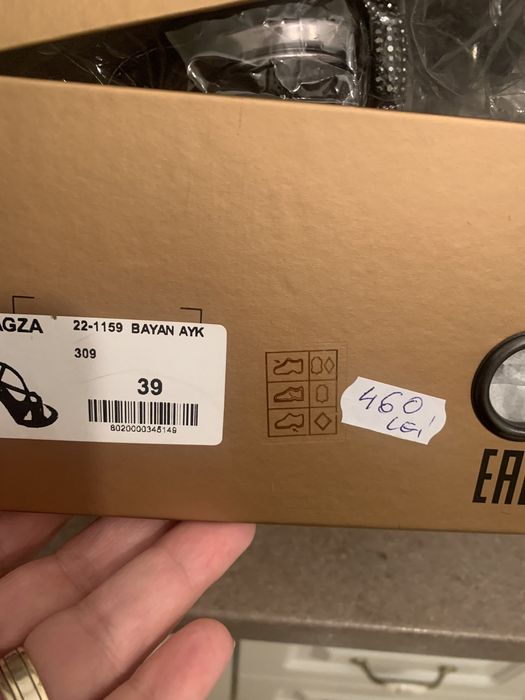 AGZA
22-1159 BAYAN AYK
309
39
8020000345149
460
LEI